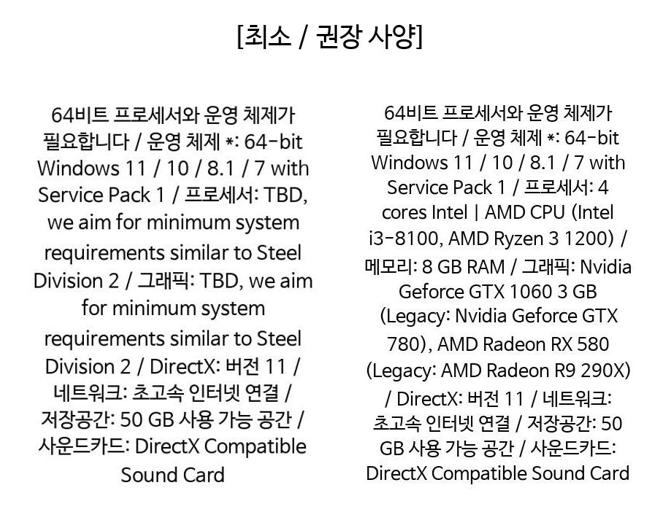 [최소 / 권장 사양]
64비트 프로세서와 운영 체제가
필요합니다 / 운영 체제 *: 64-bit
Windows 11 / 10 / 8.1 / 7 with
Service Pack 1 / 프로세서: TBD,
we aim for minimum system
requirements similar to Steel
Division 2 / 그래픽: TBD, we aim
for minimum system
requirements similar to Steel
Division 2 / DirectX: 버전 11 /
네트워크: 초고속 인터넷 연결 /
저장공간: 50 GB 사용 가능 공간 /
사운드카드: DirectX Compatible
Sound Card
64비트 프로세서와 운영 체제가
필요합니다 / 운영 체제 *: 64-bit
Windows 11 / 10 / 8.1 / 7 with
Service Pack 1 / 프로세서: 4
cores Intel | AMD CPU (Intel
i3-8100, AMD Ryzen 3 1200) /
메모리: 8 GB RAM / 그래픽: Nvidia
Geforce GTX 1060 3 GB
(Legacy: Nvidia Geforce GTX
780), AMD Radeon RX 580
(Legacy: AMD Radeon R9 290X)
/ DirectX: 버전 11 / 네트워크:
초고속 인터넷 연결 / 저장공간: 50
GB 사용 가능 공간 / 사운드카드:
DirectX Compatible Sound Card